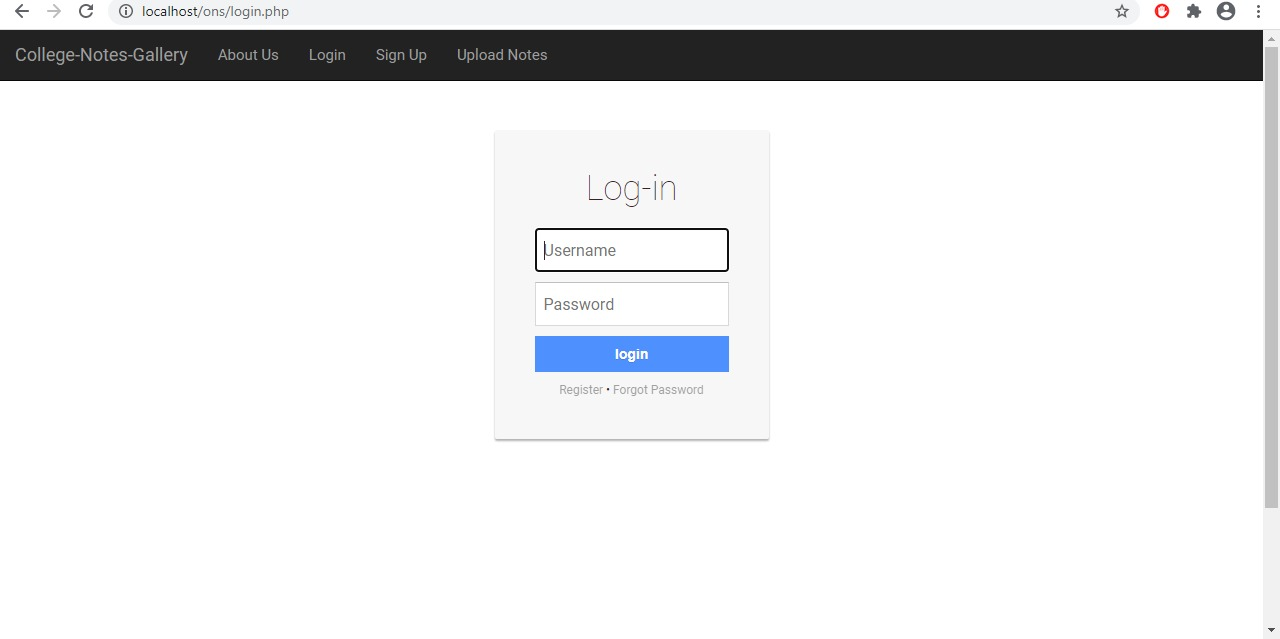 localhost/ons/login.php
College-Notes-Gallery About Us Login Sign Up Upload Notes
Log-in
Username
Password
login
Register • Forgot Password